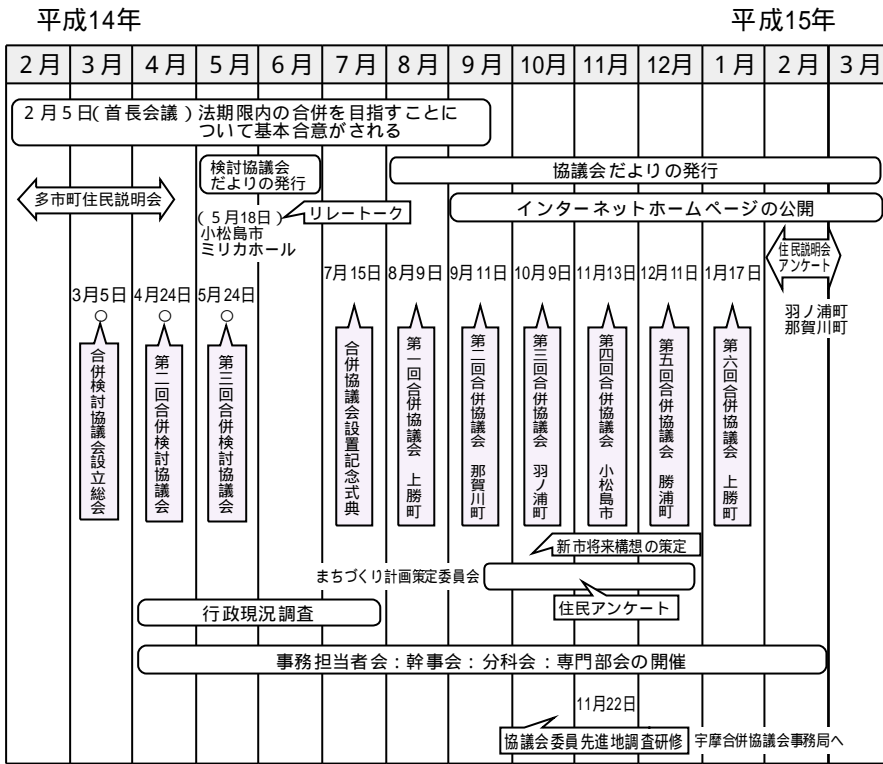 平成14年
平成15年
2月 3月 4月 5月 6月 7月 8月 9月 10月 11月 12月 1月 2月 3月
2月5日(首長会議)法期限内の合併を目指すことに
ついて基本合意がされる
検討協議会
だよりの発行
協議会だよりの発行
多市町住民説明会
(5月18日)
小松島市
ミリカホール
リレートーク
インターネットホームページの公開
住民説明会
アンケート
羽ノ浦町
那賀川町
3月5日
4月24日
5月24日
7月15日
8月9日
9月11日
10月9日
11月13日
12月11日
1月17日
合併検討協議会設立総会
第二回合併検討協議会
第三回合併検討協議会
合併協議会設置記念式典
第一回合併協議会 上勝町
第二回合併協議会 那賀川町
第三回合併協議会 羽ノ浦町
第四回合併協議会 小松島市
第五回合併協議会 勝浦町
第六回合併協議会 上勝町
新市将来構想の策定
まちづくり計画策定委員会
住民アンケート
行政現況調査
事務担当者会:幹事会:分科会:専門部会の開催
11月22日
協議会委員先進地調査研修
宇摩合併協議会事務局へ